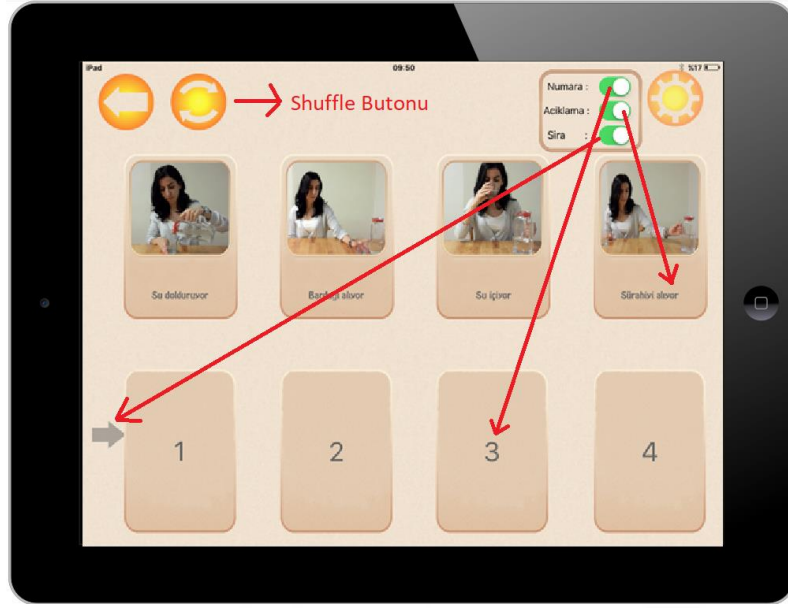 iPad 09:50 %17
Numara :
Shuffle Butonu
Aciklama :
Sira :
Su dolduruyor
Bardağı alıyor
Su içiyor
Sürahiyi alıyor
1
2
3
4